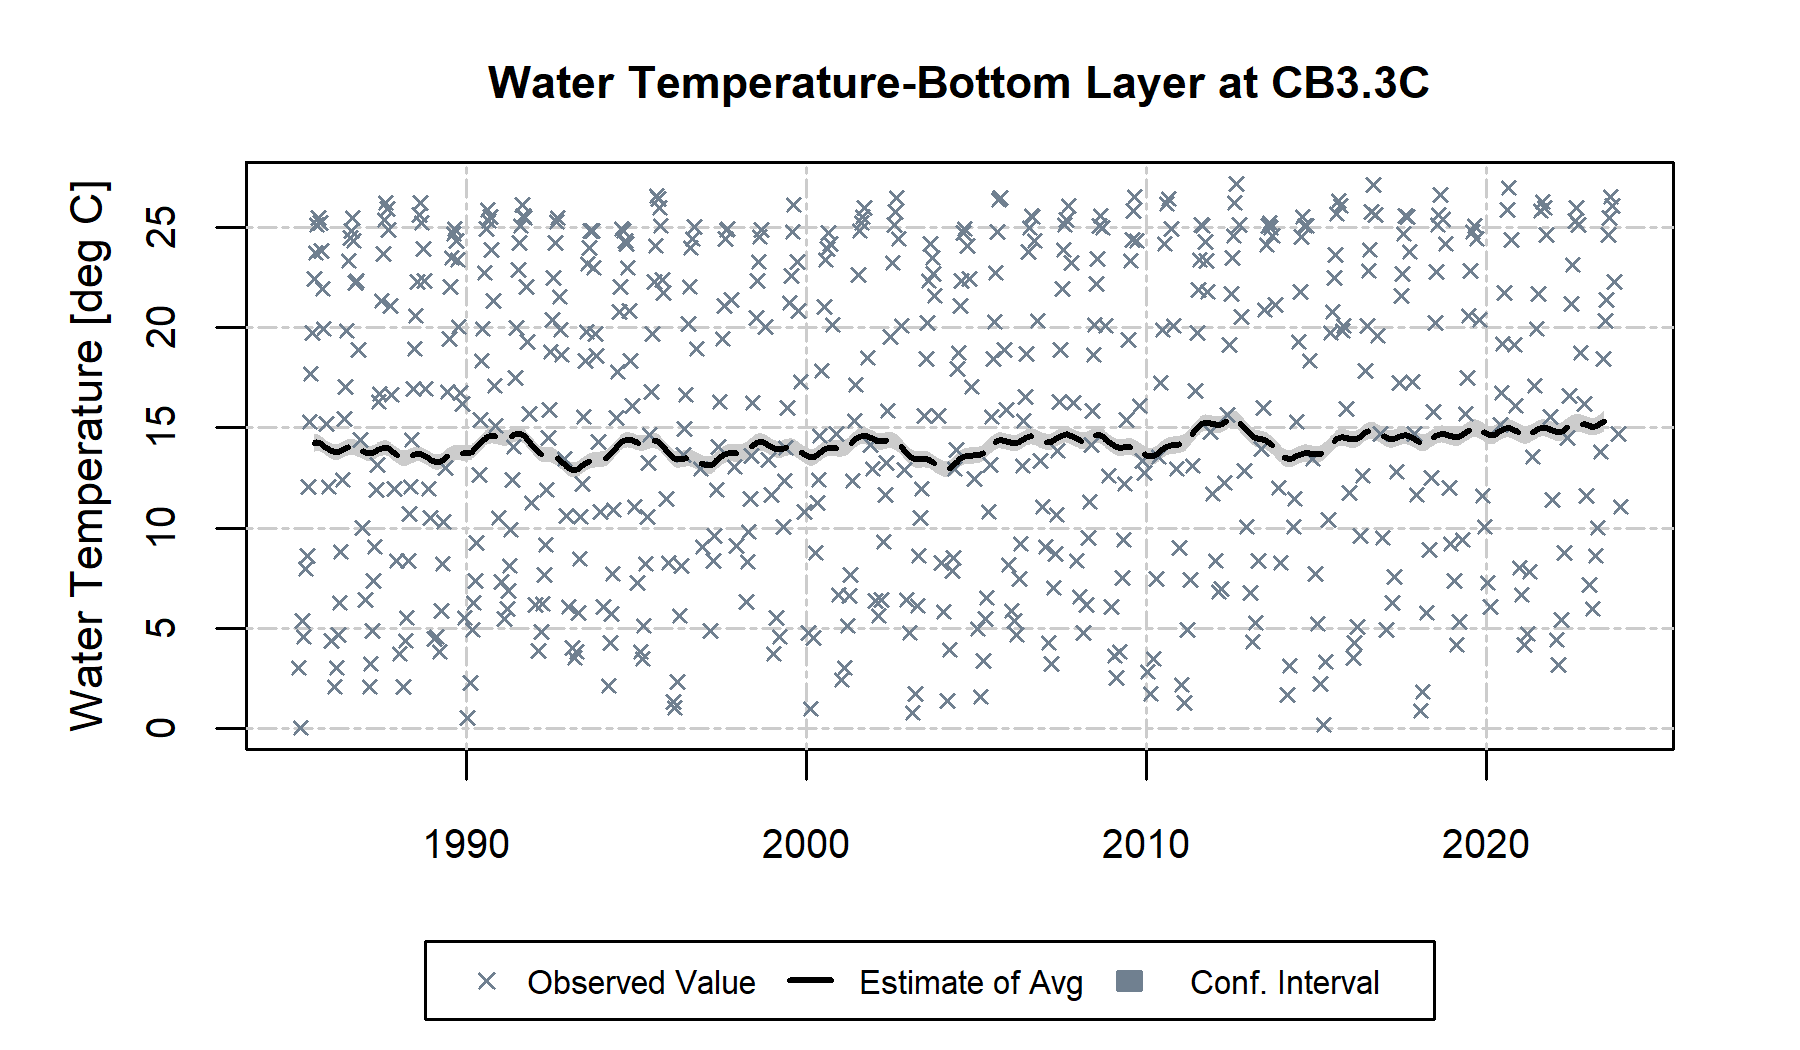 Water Temperature-Bottom Layer at CB3.3C
Water Temperature [deg C]
25
20
15
10
5
0
1990 2000 2010 2020
Observed Value Estimate of Avg Conf. Interval